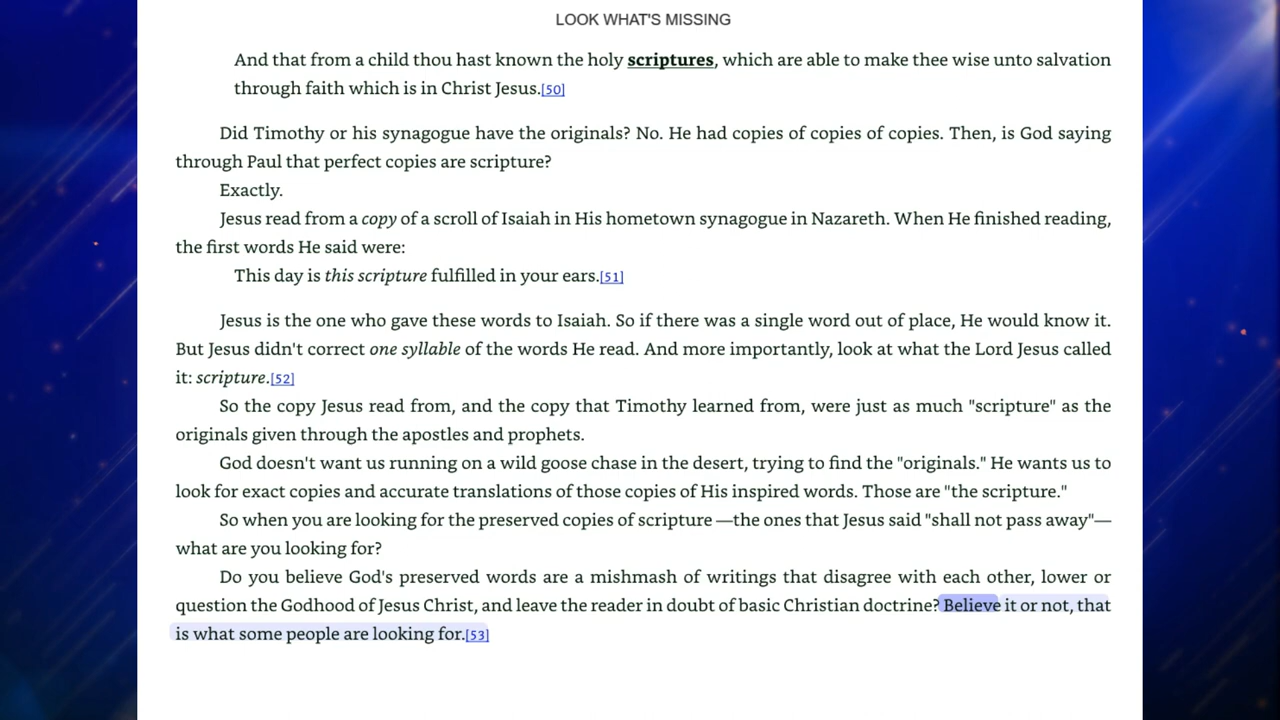 LOOK WHAT'S MISSING
And that from a child thou hast known the holy scriptures, which are able to make thee wise unto salvation
through faith which is in Christ Jesus.[50]
Did Timothy or his synagogue have the originals? No. He had copies of copies of copies. Then, is God saying
through Paul that perfect copies are scripture?
Exactly.
Jesus read from a copy of a scroll of Isaiah in His hometown synagogue in Nazareth. When He finished reading,
the first words He said were:
This day is this scripture fulfilled in your ears.[51]
Jesus is the one who gave these words to Isaiah. So if there was a single word out of place, He would know it.
But Jesus didn't correct one syllable of the words He read. And more importantly, look at what the Lord Jesus called
it: scripture.[52]
So the copy Jesus read from, and the copy that Timothy learned from, were just as much "scripture" as the
originals given through the apostles and prophets.
God doesn't want us running on a wild goose chase in the desert, trying to find the "originals." He wants us to
look for exact copies and accurate translations of those copies of His inspired words. Those are "the scripture."
So when you are looking for the preserved copies of scripture —the ones that Jesus said "shall not pass away"—
what are you looking for?
Do you believe God's preserved words are a mishmash of writings that disagree with each other, lower or
question the Godhood of Jesus Christ, and leave the reader in doubt of basic Christian doctrine? Believe it or not, that
is what some people are looking for.[53]